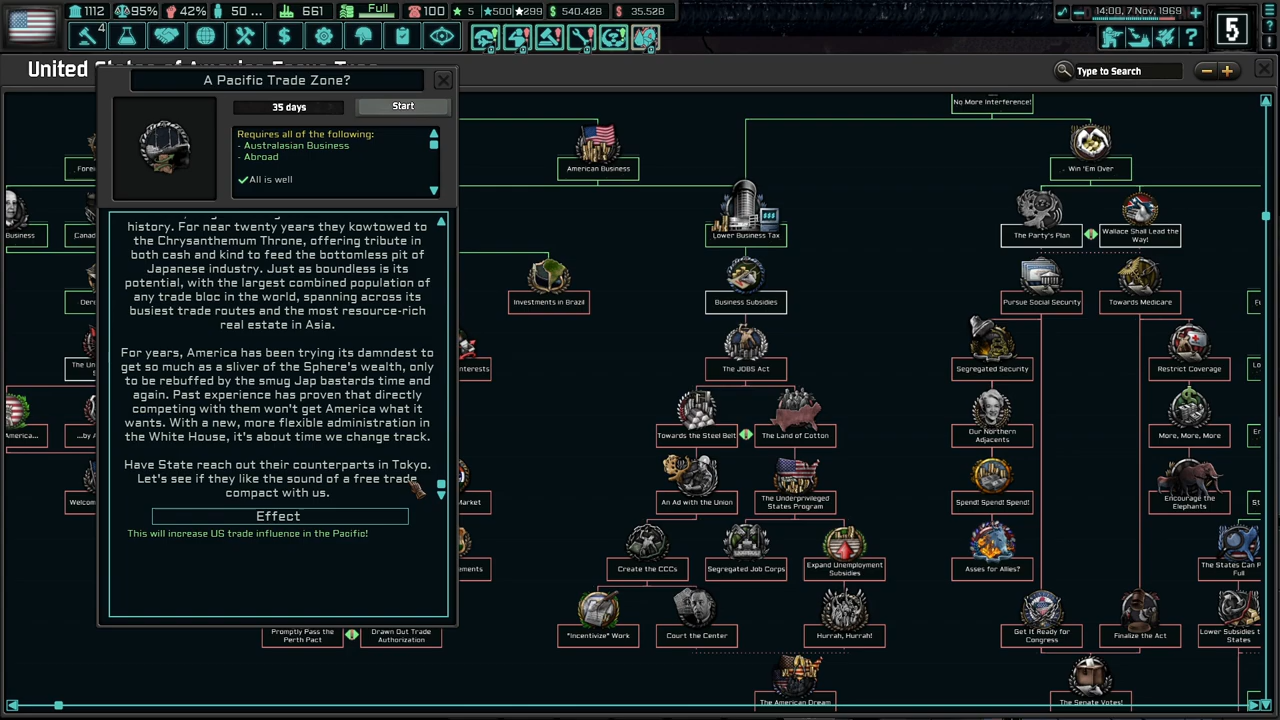 1112
95%
42%
50 ...
661
Full
100
5
500
299
$ 540.42B
$ 35.52B
14:00, 7 Nov, 1969
4
5
A Pacific Trade Zone?
35 days
Start
Requires all of the following:
- Australasian Business
- Abroad
All is well
history. For near twenty years they kowtowed to
the Chrysanthemum Throne, offering tribute in
both cash and kind to feed the bottomless pit of
Japanese industry. Just as boundless is its
potential, with the largest combined population of
any trade bloc in the world, spanning across its
busiest trade routes and the most resource-rich
real estate in Asia.
For years, America has been trying its damndest to
get so much as a sliver of the Sphere's wealth, only
to be rebuffed by the smug Jap bastards time and
again. Past experience has proven that directly
competing with them won't get America what it
wants. With a new, more flexible administration in
the White House, it's about time we change track.
Have State reach out their counterparts in Tokyo.
Let's see if they like the sound of a free trade
compact with us.
Effect
This will increase US trade influence in the Pacific!
Type to Search
No More Interference!
American Business
Win 'Em Over
Business
Lower Business Tax
The Party's Plan
Wallace Shall Lead the
Way!
Investments in Brazil
Business Subsidies
Pursue Social Security
Towards Medicare
The JOBS Act
Segregated Security
Restrict Coverage
America...
Towards the Steel Belt
The Land of Cotton
Our Northern
Adjacents
More, More, More
An Ad with the Union
The Underprivileged
States Program
Spend! Spend! Spend!
Encourage the
Elephants
Create the CCCs
Segregated Job Corps
Expand Unemployment
Subsidies
Asses for Allies?
The States Can P
Full
Promptly Pass the
Perth Pact
Drawn Out Trade
Authorization
"Incentivize" Work
Court the Center
Hurrah, Hurrah!
Get It Ready for
Congress
Finalize the Act
Lower Subsidies t
States
The American Dream
The Senate Votes!